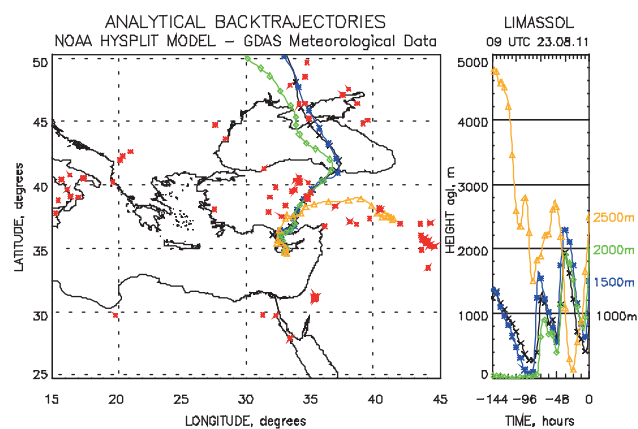 ANALYTICAL BACKTRAJECTORIES
NOAA HYSPLIT MODEL - GDAS Meteorological Data
LIMASSOL
09 UTC 23.08.11
LATITUDE, degrees
50
45
40
35
30
25
15
20
25
30
35
40
45
LONGITUDE, degrees
HEIGHT agl, m
5000
4000
3000
2000
1000
0
2500m
2000m
1500m
1000m
-144
-96
-48
0
TIME, hours